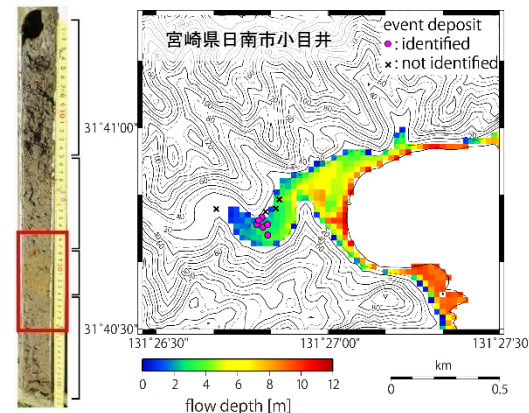 宮崎県日南市小目井
event deposit
: identified
× : not identified
31°41'00"
31°40'30"
131°26'30"
131°27'00"
131°27'30"
km
0 2 4 6 8 10 12
0 0.5
flow depth [m]